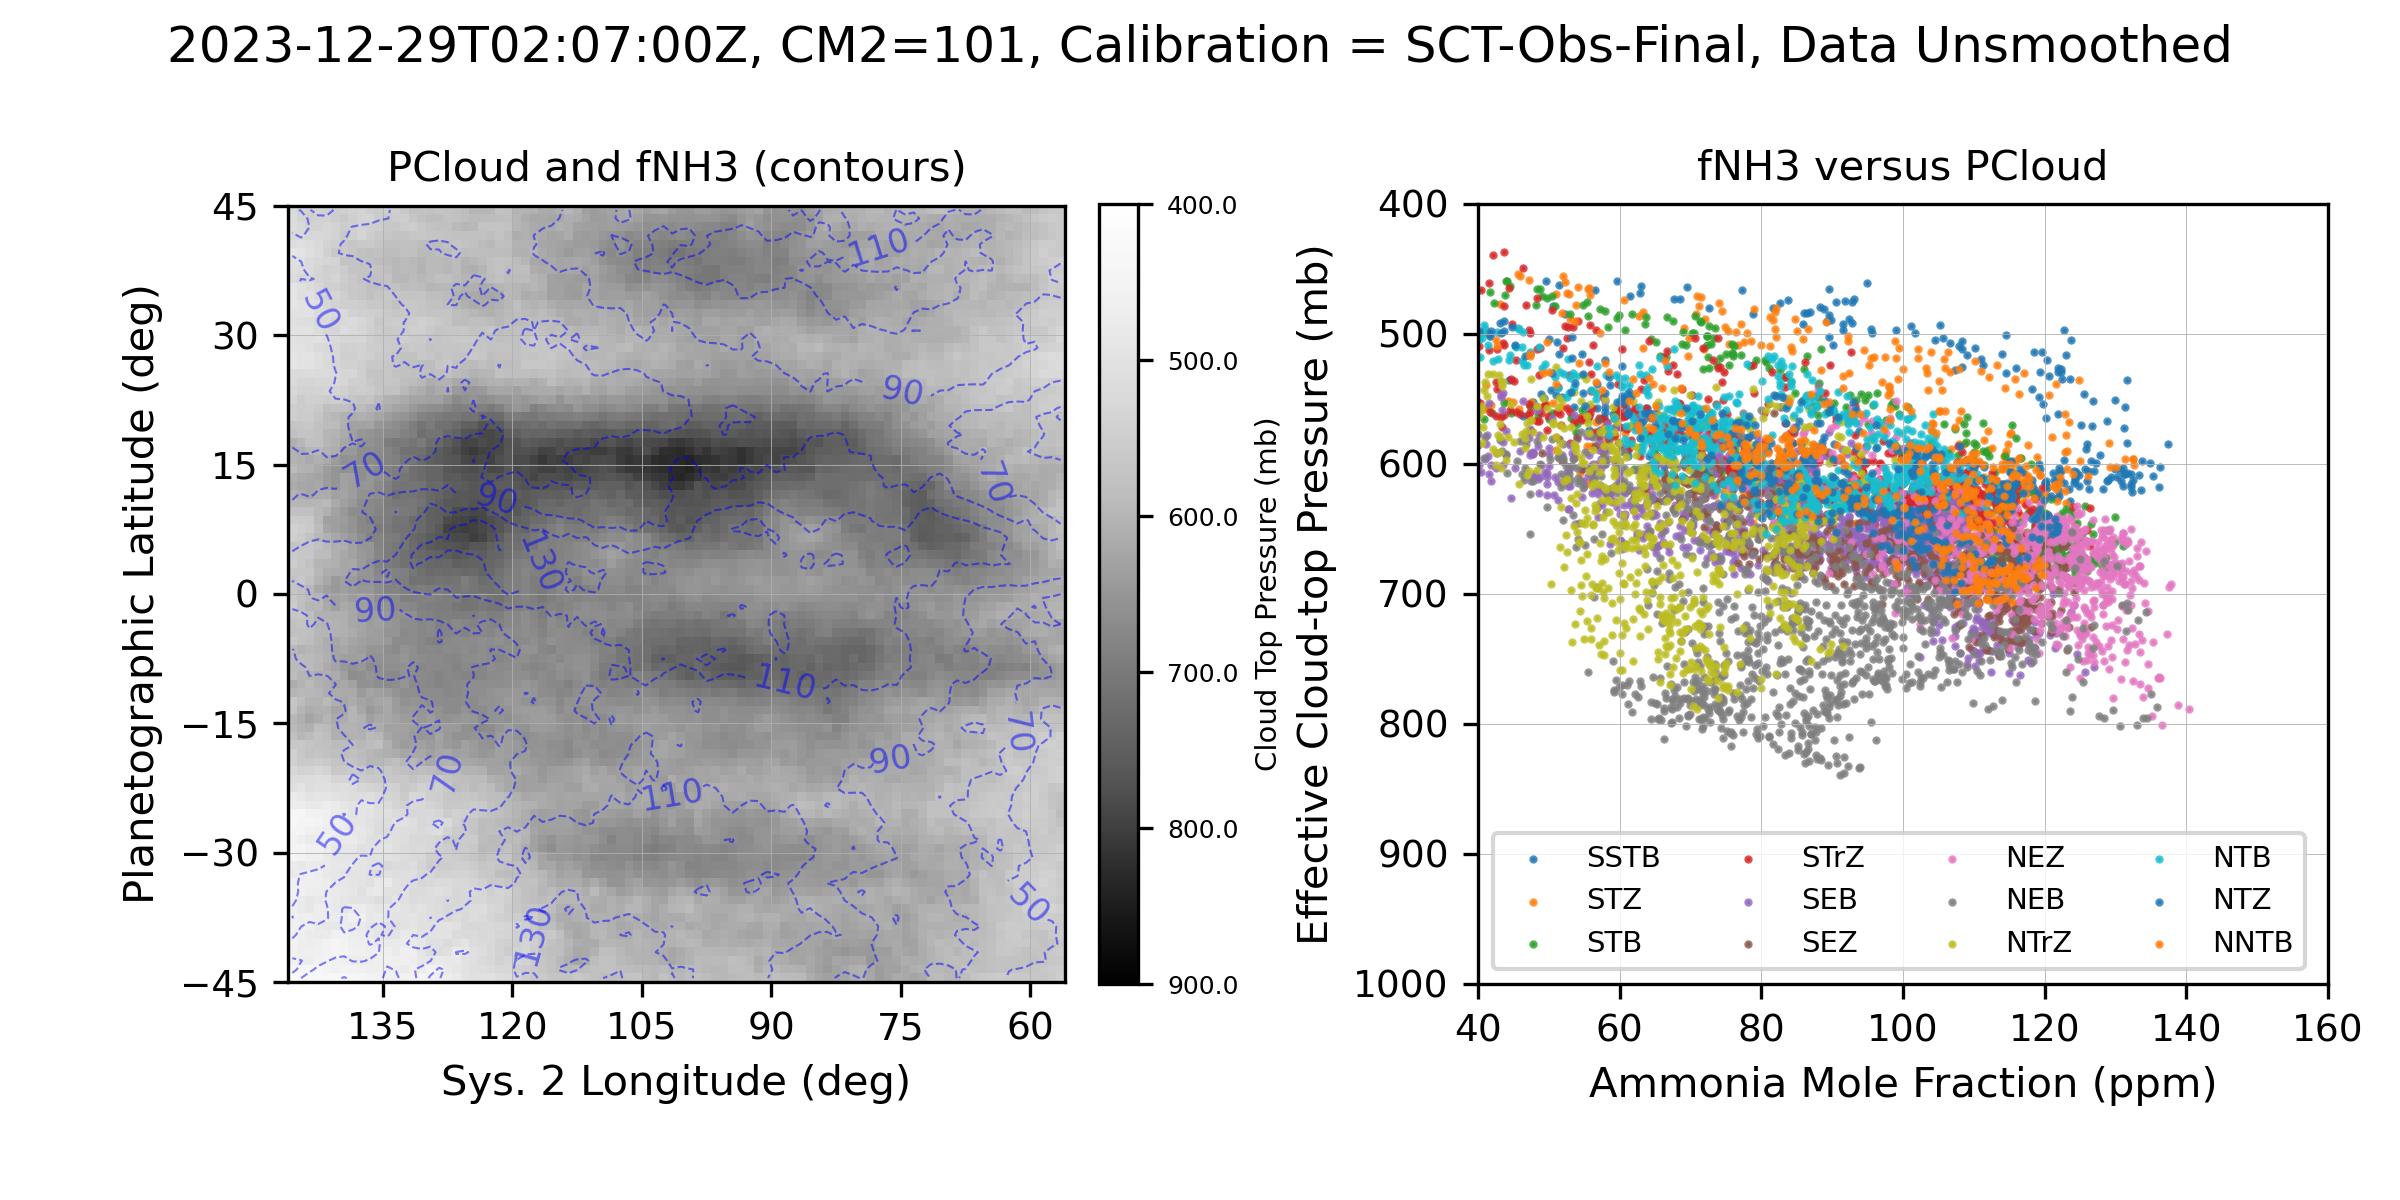 2023-12-29T02:07:00Z, CM2=101, Calibration = SCT-Obs-Final, Data Unsmoothed
PCloud and fNH3 (contours)
45
30
15
0
−15
−30
−45
Planetographic Latitude (deg)
135
120
105
90
75
60
Sys. 2 Longitude (deg)
110
50
90
70
90
70
130
90
110
70
90
70
110
50
50
130
400.0
500.0
600.0
700.0
800.0
900.0
Cloud Top Pressure (mb)
fNH3 versus PCloud
400
500
600
700
800
900
1000
Effective Cloud-top Pressure (mb)
SSTB
STZ
STB
STrZ
SEB
SEZ
NEZ
NEB
NTrZ
NTB
NTZ
NNTB
40
60
80
100
120
140
160
Ammonia Mole Fraction (ppm)